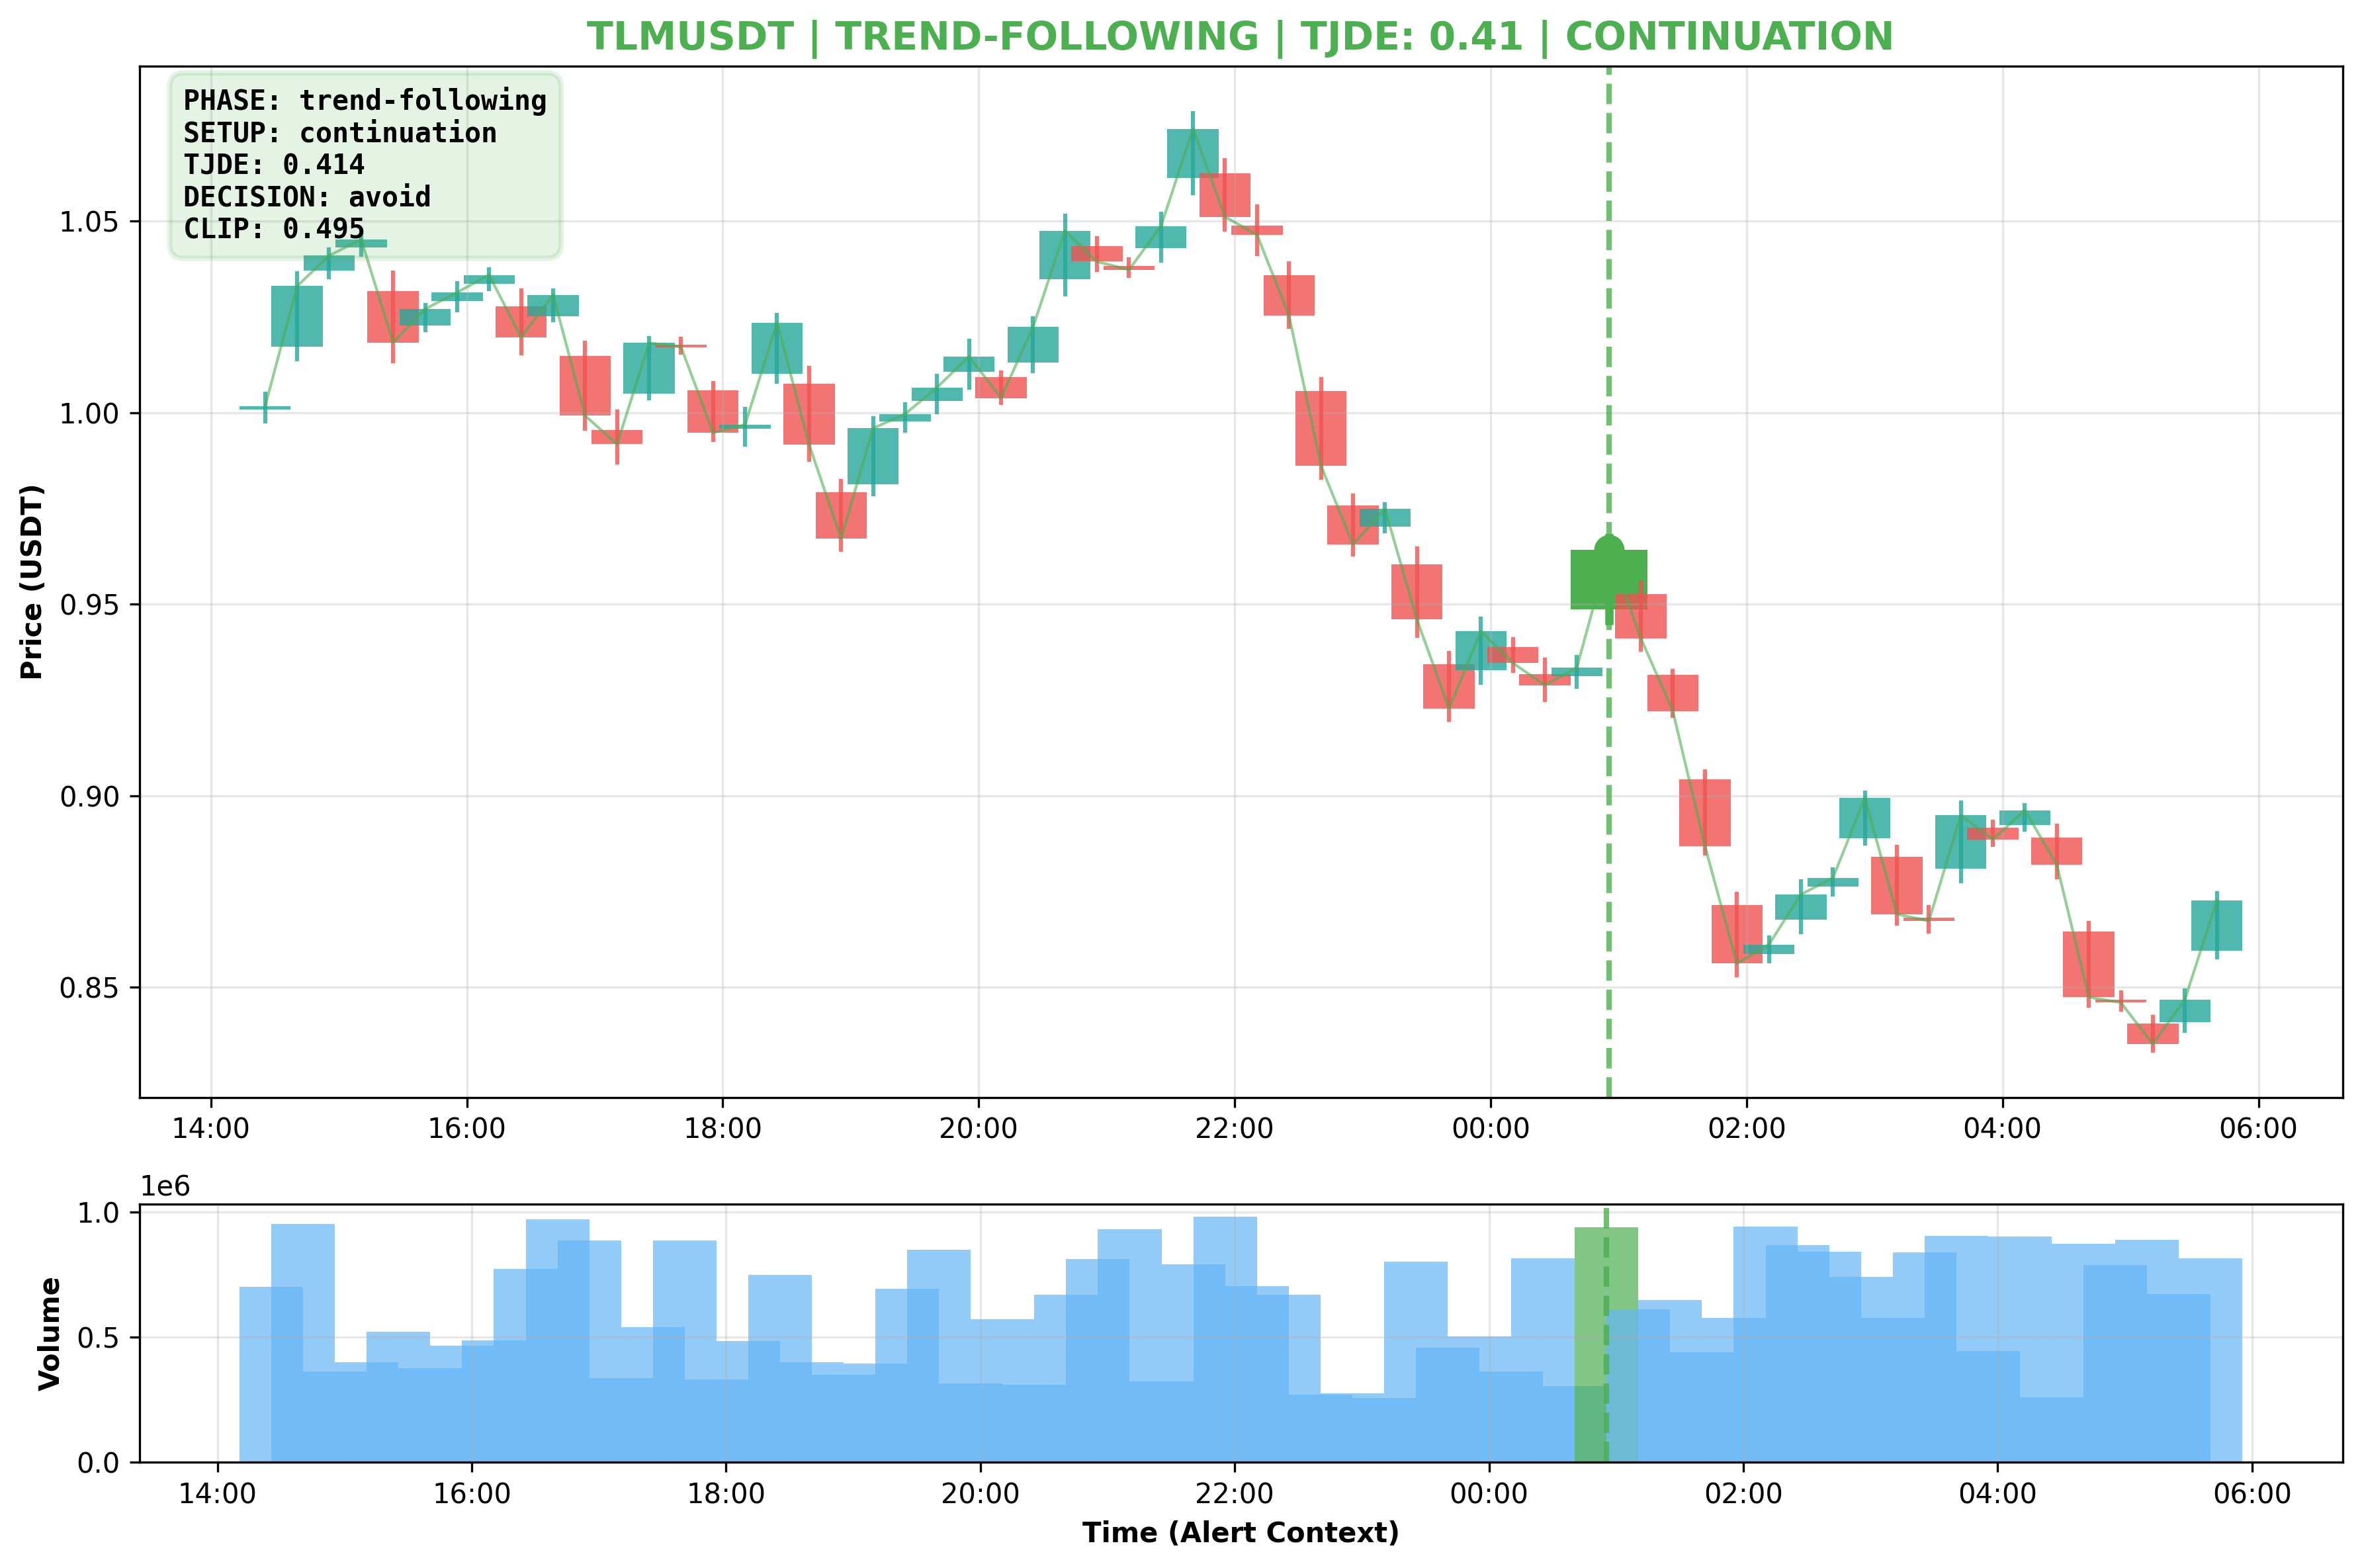 TLMUSDT | TREND-FOLLOWING | TJDE: 0.41 | CONTINUATION
PHASE: trend-following
SETUP: continuation
TJDE: 0.414
DECISION: avoid
CLIP: 0.495
Price (USDT)
1.05
1.00
0.95
0.90
0.85
14:00 16:00 18:00 20:00 22:00 00:00 02:00 04:00 06:00
1e6
Volume
1.0
0.5
0.0
14:00 16:00 18:00 20:00 22:00 00:00 02:00 04:00 06:00
Time (Alert Context)